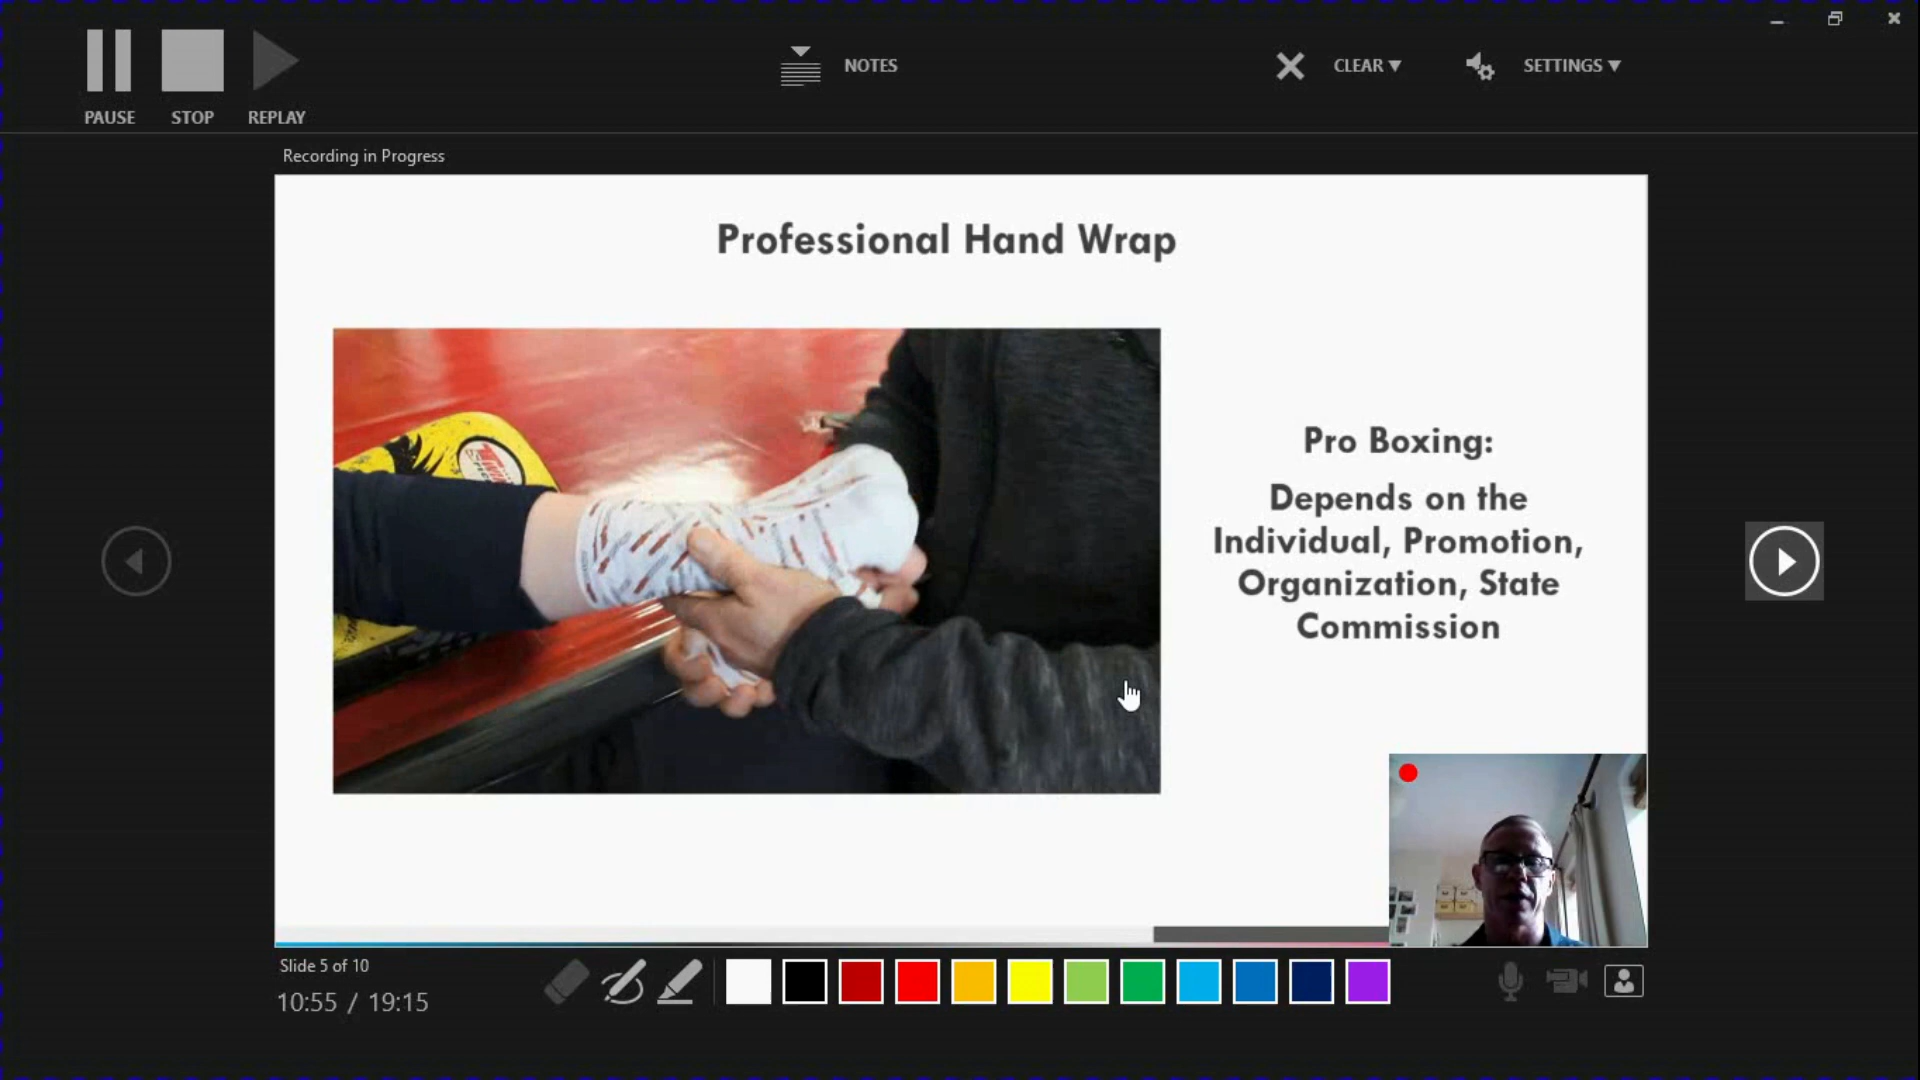 PAUSE
STOP
REPLAY
NOTES
CLEAR
SETTINGS
Recording in Progress
Professional Hand Wrap
Pro Boxing:
Depends on the
Individual, Promotion,
Organization, State
Commission
Slide 5 of 10
10:55 / 19:15